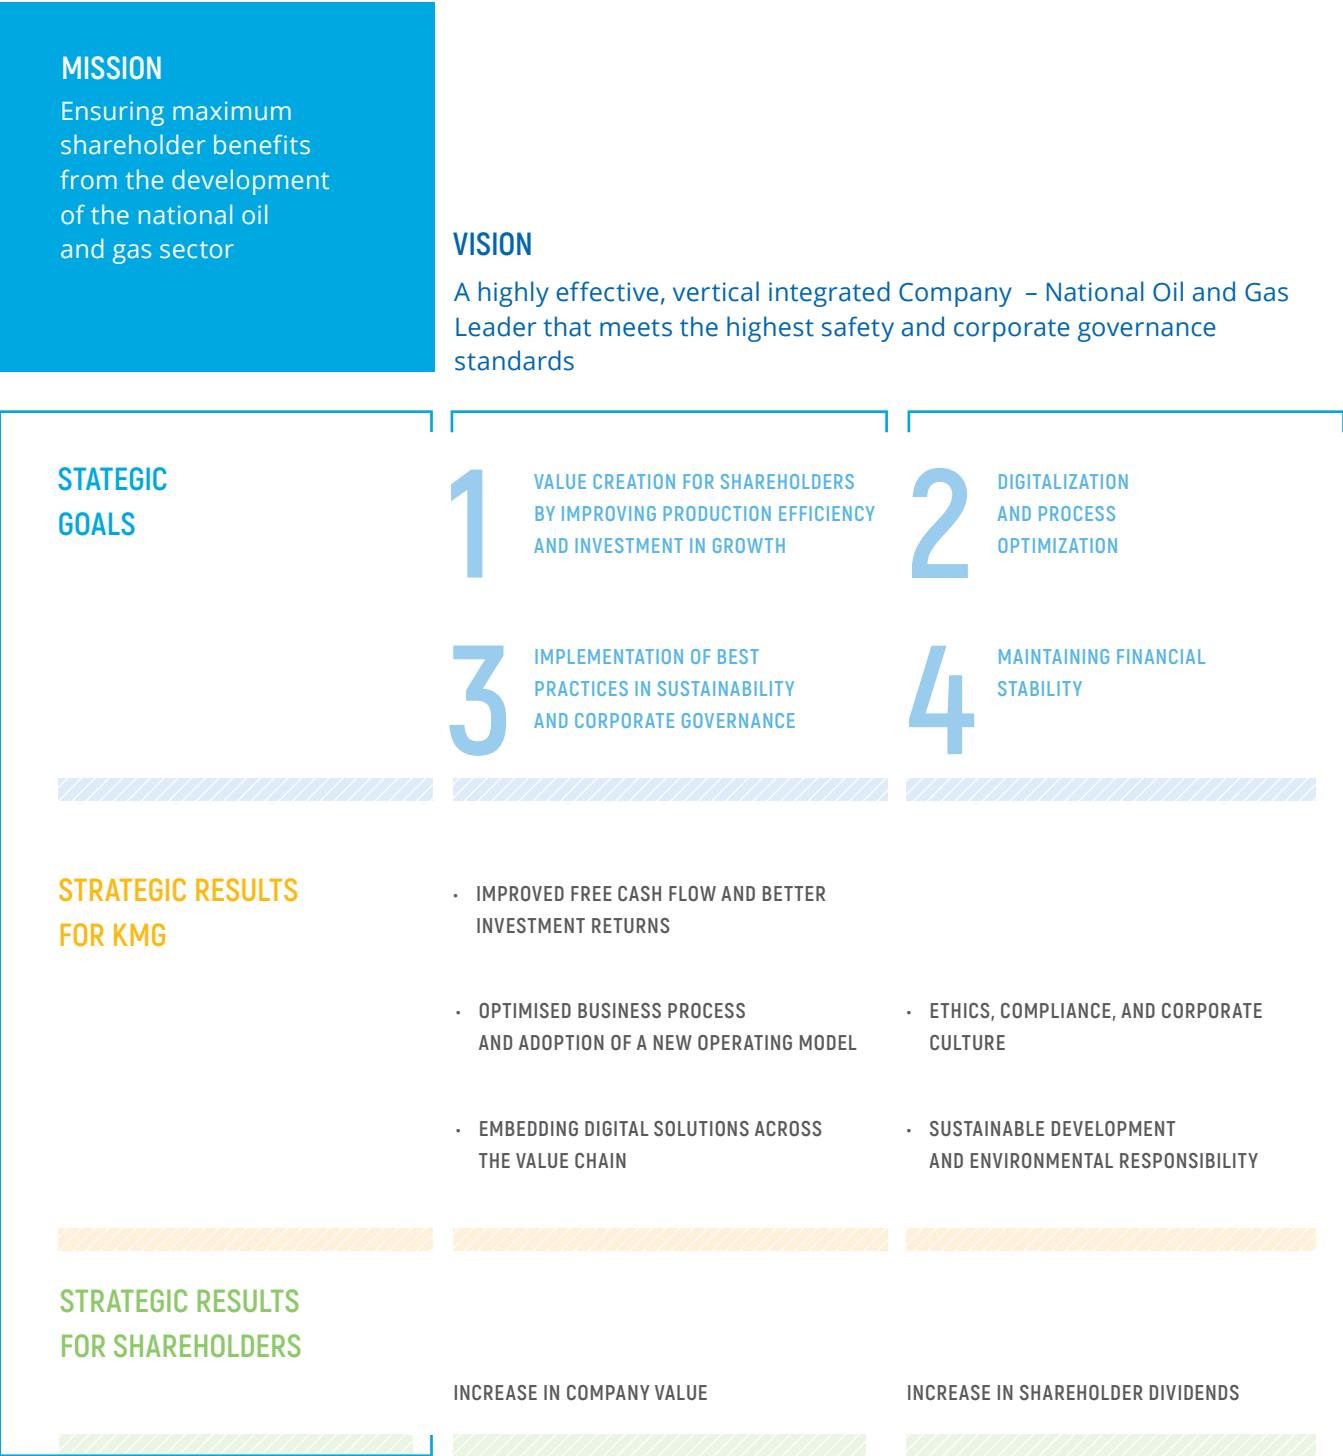 MISSION
Ensuring maximum
shareholder benefits
from the development
of the national oil
and gas sector
VISION
A highly effective, vertical integrated Company – National Oil and Gas
Leader that meets the highest safety and corporate governance
standards
STATEGIC
GOALS
1
VALUE CREATION FOR SHAREHOLDERS
BY IMPROVING PRODUCTION EFFICIENCY
AND INVESTMENT IN GROWTH
2
DIGITALIZATION
AND PROCESS
OPTIMIZATION
3
IMPLEMENTATION OF BEST
PRACTICES IN SUSTAINABILITY
AND CORPORATE GOVERNANCE
4
MAINTAINING FINANCIAL
STABILITY
STRATEGIC RESULTS
FOR KMG
• IMPROVED FREE CASH FLOW AND BETTER
INVESTMENT RETURNS
• OPTIMISED BUSINESS PROCESS
AND ADOPTION OF A NEW OPERATING MODEL
• ETHICS, COMPLIANCE, AND CORPORATE
CULTURE
• EMBEDDING DIGITAL SOLUTIONS ACROSS
THE VALUE CHAIN
• SUSTAINABLE DEVELOPMENT
AND ENVIRONMENTAL RESPONSIBILITY
STRATEGIC RESULTS
FOR SHAREHOLDERS
INCREASE IN COMPANY VALUE
INCREASE IN SHAREHOLDER DIVIDENDS